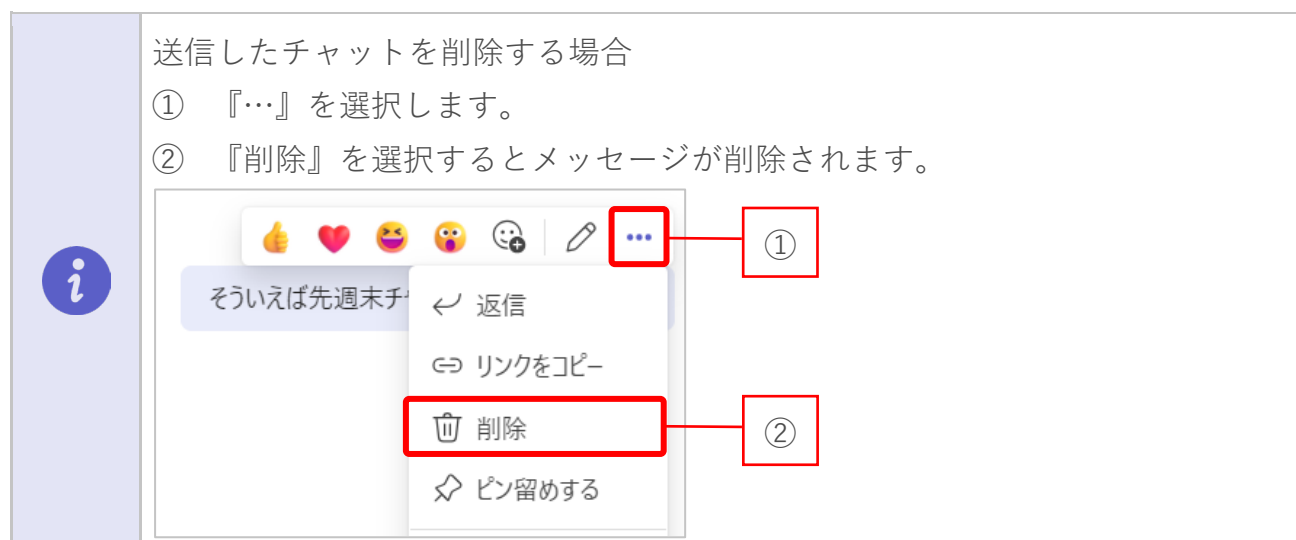 送信したチャットを削除する場合
① 『…』を選択します。
② 『削除』を選択するとメッセージが削除されます。
①
そういえば先週末チ
返信
リンクをコピー
削除
②
ピン留めする